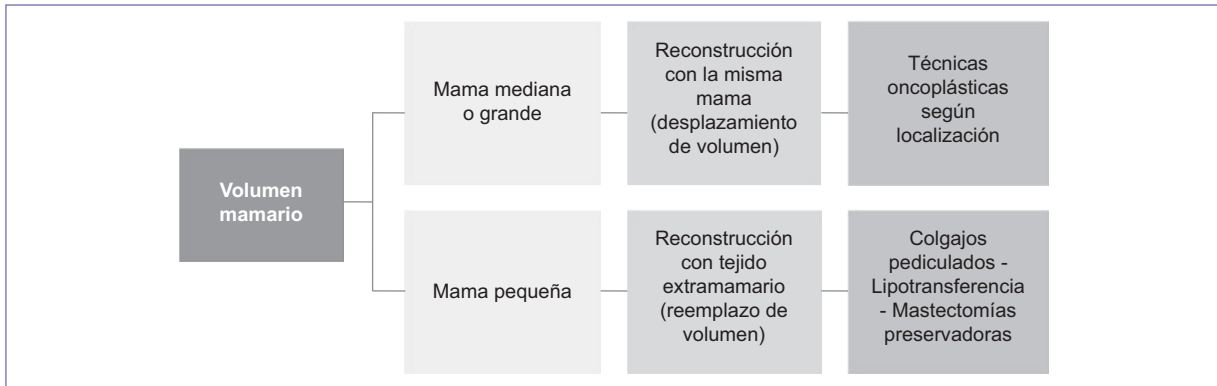 Volumen
mamario
Mama mediana
o grande
Reconstrucción
con la misma
mama
(desplazamiento
de volumen)
Técnicas
oncoplásticas
según
localización
Mama pequeña
Reconstrucción
con tejido
extramamario
(reemplazo de
volumen)
Colgajos
pediculados -
Lipotransferencia
- Mastectomías
preservadoras